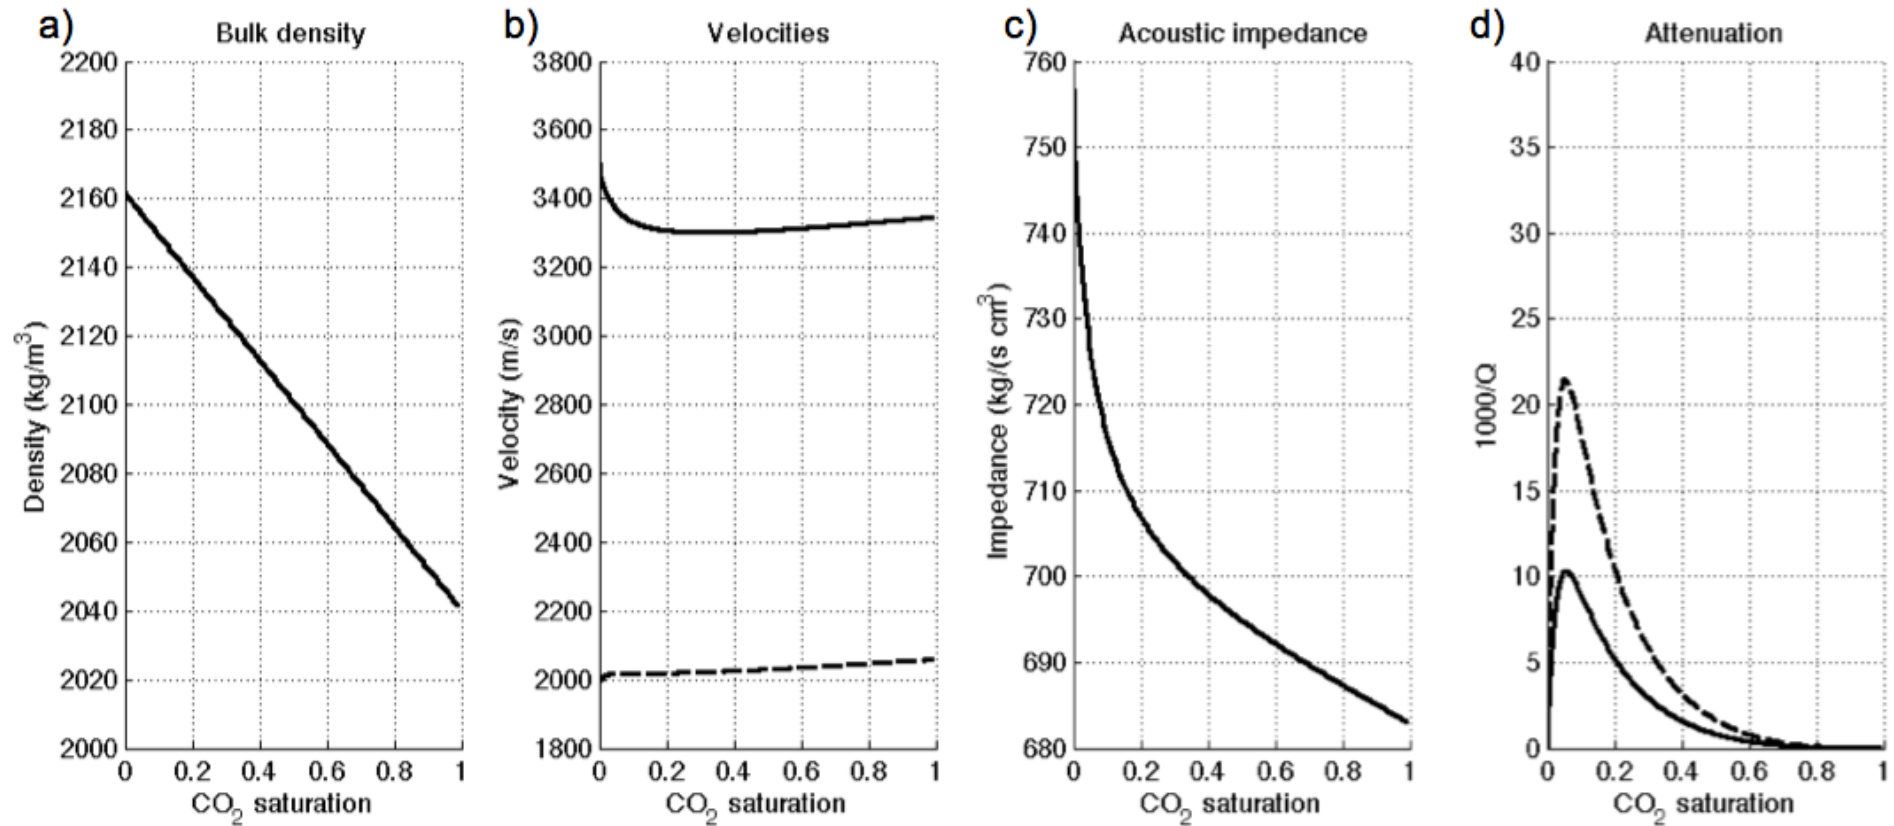 a) Bulk density
2200
2180
2160
2140
2120
2100
2080
2060
2040
2020
2000
Density (kg/m³)
0 0.2 0.4 0.6 0.8 1
CO₂ saturation
b) Velocities
3800
3600
3400
3200
3000
2800
2600
2400
2200
2000
1800
Velocity (m/s)
0 0.2 0.4 0.6 0.8 1
CO₂ saturation
c) Acoustic impedance
760
750
740
730
720
710
700
690
680
Impedance (kg/(s cm³)
0 0.2 0.4 0.6 0.8 1
CO₂ saturation
d) Attenuation
40
35
30
25
20
15
10
5
0
1000/Q
0 0.2 0.4 0.6 0.8 1
CO₂ saturation